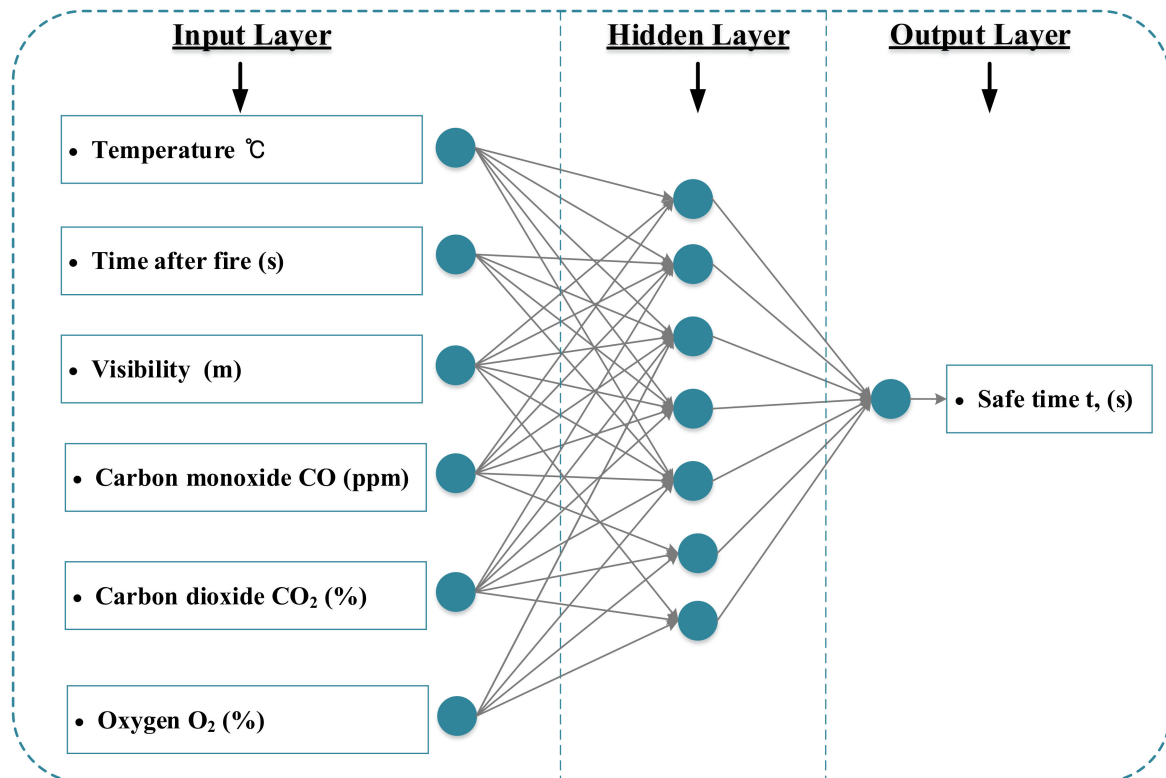 Input Layer
Hidden Layer
Output Layer
• Temperature ℃
• Time after fire (s)
• Visibility (m)
• Carbon monoxide CO (ppm)
• Carbon dioxide CO₂ (%)
• Oxygen O₂ (%)
• Safe time t, (s)